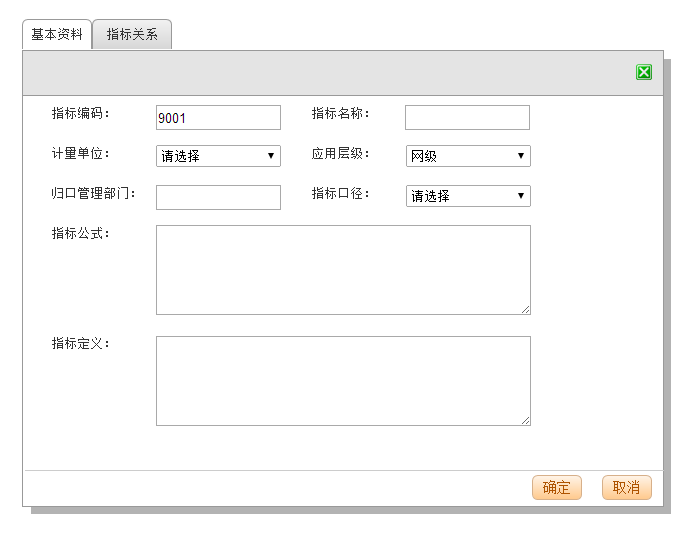 基本资料 指标关系
指标编码： 9001 指标名称：
计量单位： 请选择 应用层级： 网级
归口管理部门： 指标口径： 请选择
指标公式：
指标定义：
确定 取消